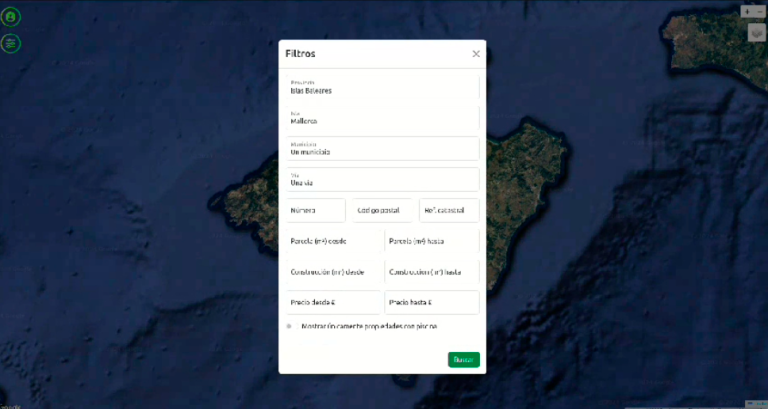 Filtros
Provincia
Islas Baleares
Isla
Mallorca
Municipio
Un municipio
Vía
Una vía
Número
Código postal
Ref. catastral
Parcela (m²) desde
Parcela (m²) hasta
Construcción (m²) desde
Construcción (m²) hasta
Precio desde €
Precio hasta €
Mostrar únicamente propiedades con piscina
Buscar